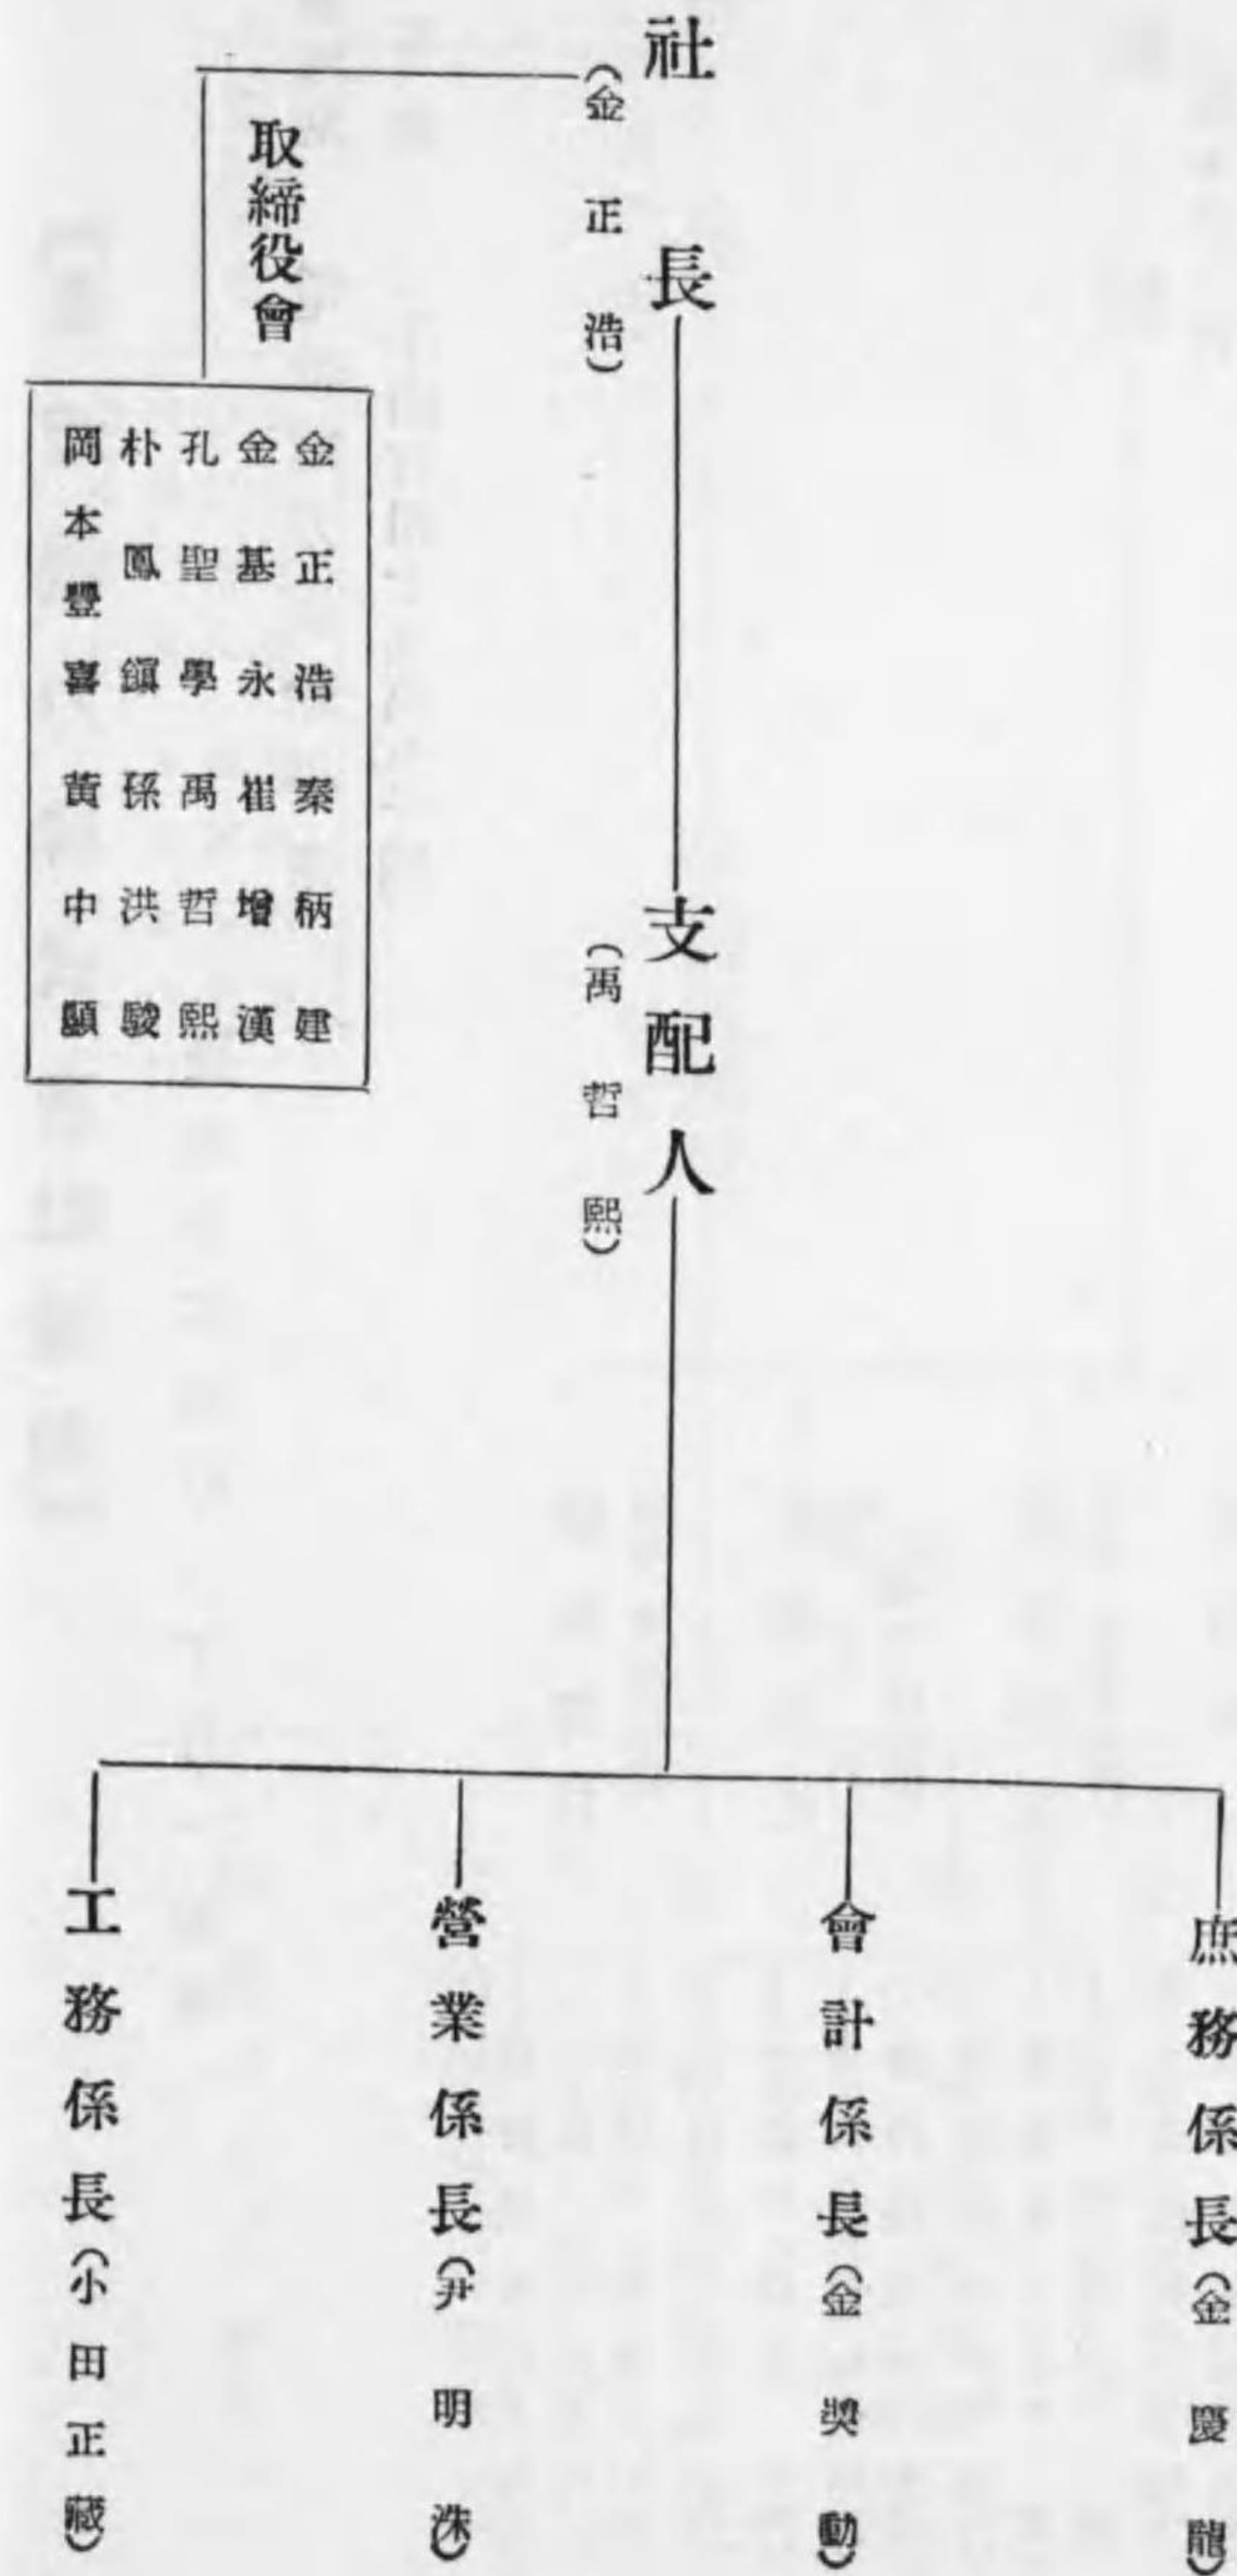 社長
(金正浩)
取締役會
金正浩 秦柄建
金基永 崔增漢
孔聖學 禹哲熙
朴鳳鎭 孫洪駿
岡本豐喜 黃中顯
支配人
(禹哲熙)
庶務係長(金慶龍)
會計係長(金奬動)
營業係長(尹明洙)
工務係長(小田正藏)